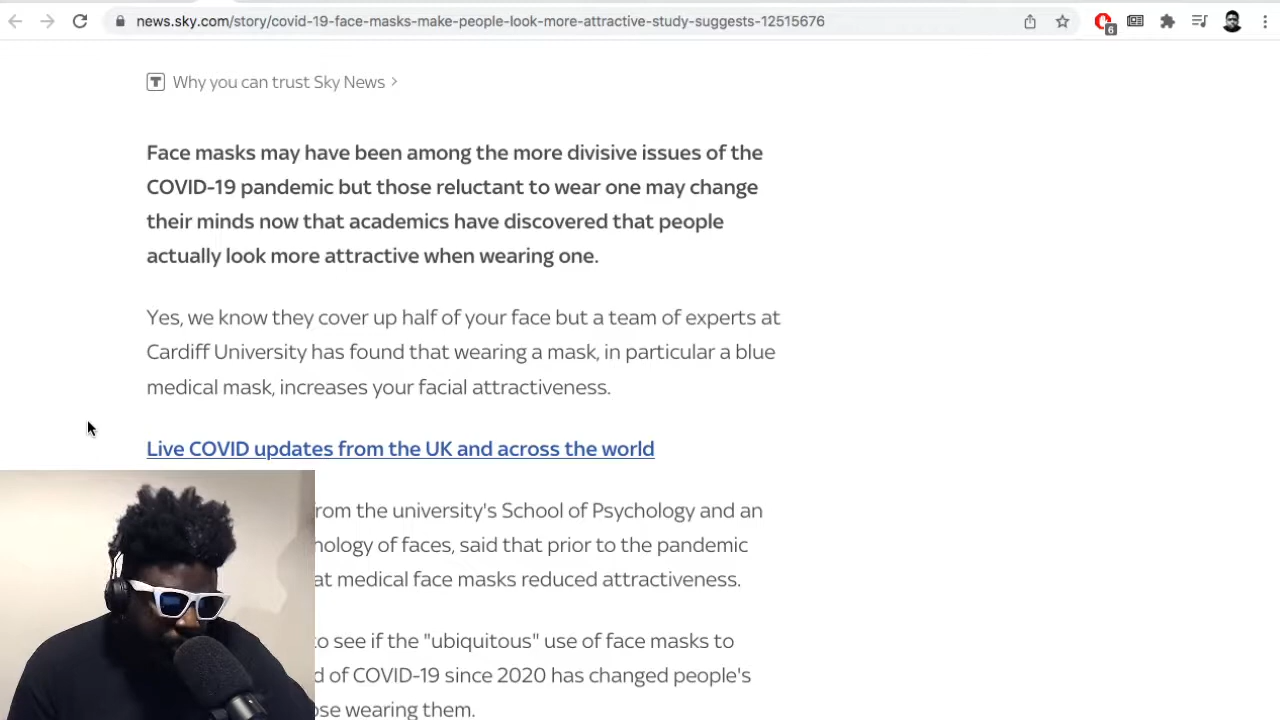 news.sky.com/story/covid-19-face-masks-make-people-look-more-attractive-study-suggests-12515676
6
T Why you can trust Sky News >
Face masks may have been among the more divisive issues of the
COVID-19 pandemic but those reluctant to wear one may change
their minds now that academics have discovered that people
actually look more attractive when wearing one.
Yes, we know they cover up half of your face but a team of experts at
Cardiff University has found that wearing a mask, in particular a blue
medical mask, increases your facial attractiveness.
Live COVID updates from the UK and across the world
from the university's School of Psychology and an
of faces, said that prior to the pandemic
medical face masks reduced attractiveness.
to see if the "ubiquitous" use of face masks to
of COVID-19 since 2020 has changed people's
wearing them.